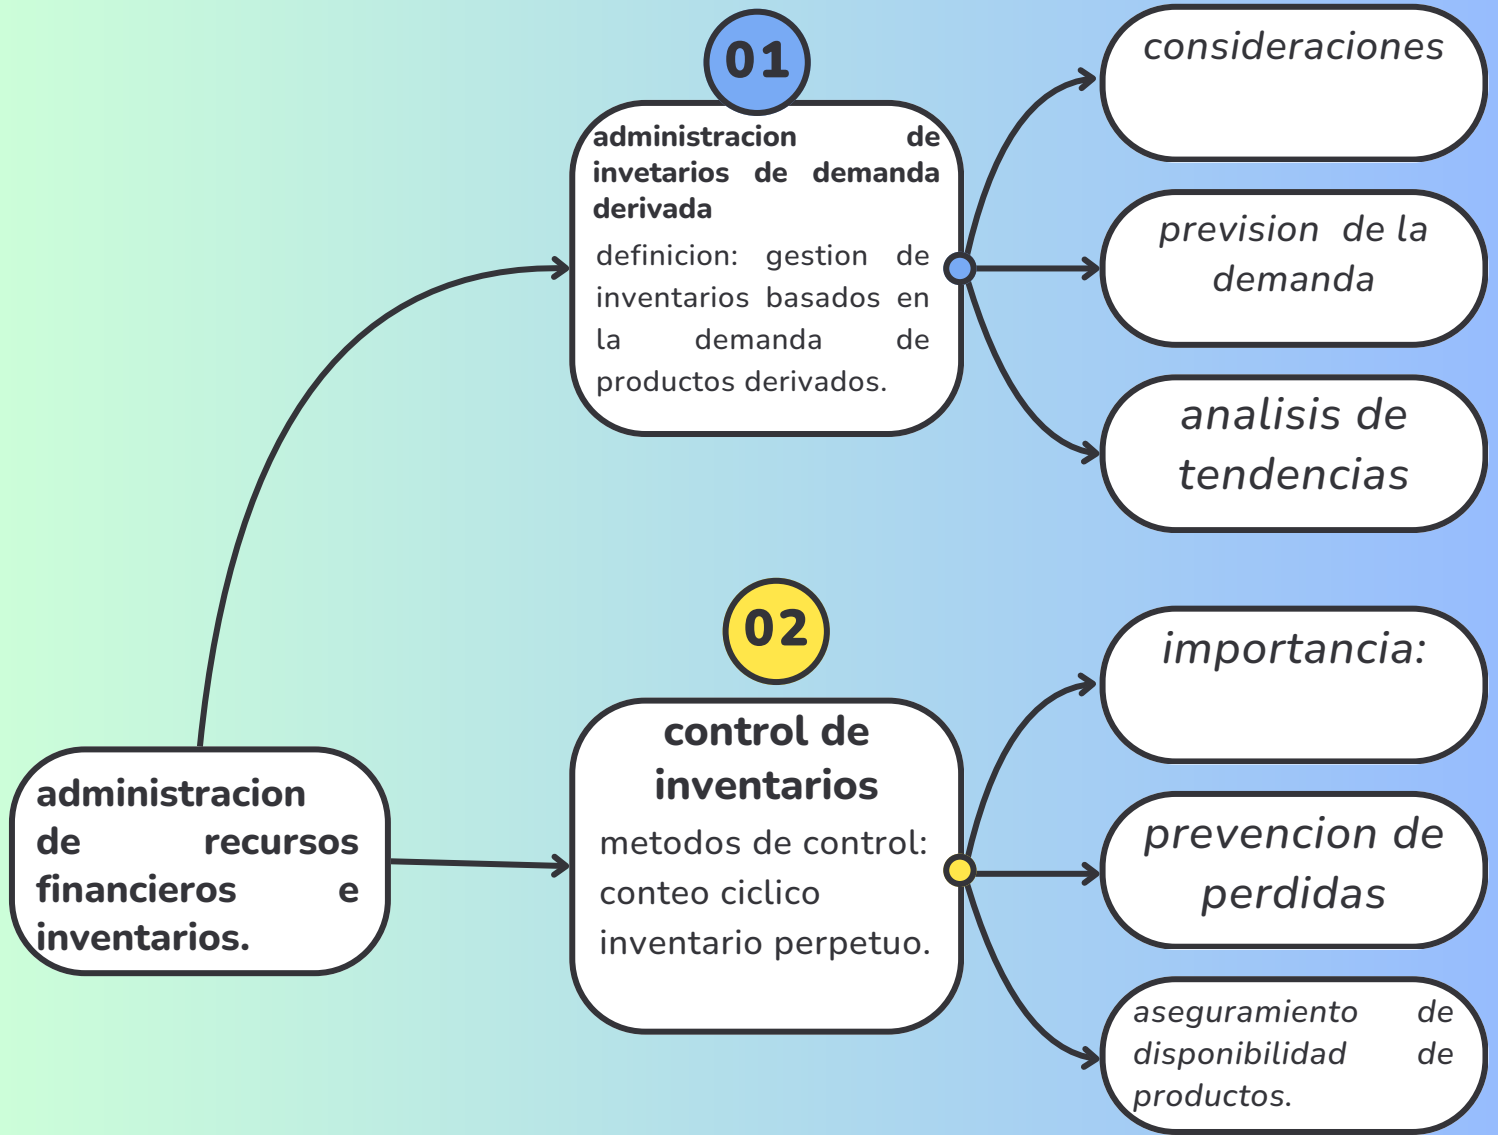 01
administracion de
invetarios de demanda
derivada
definicion: gestion de
inventarios basados en
la demanda de
productos derivados.
consideraciones
prevision de la
demanda
analisis de
tendencias
administracion
de recursos
financieros e
inventarios.
02
control de
inventarios
metodos de control:
conteo ciclico
inventario perpetuo.
importancia:
prevencion de
perdidas
aseguramiento de
disponibilidad de
productos.